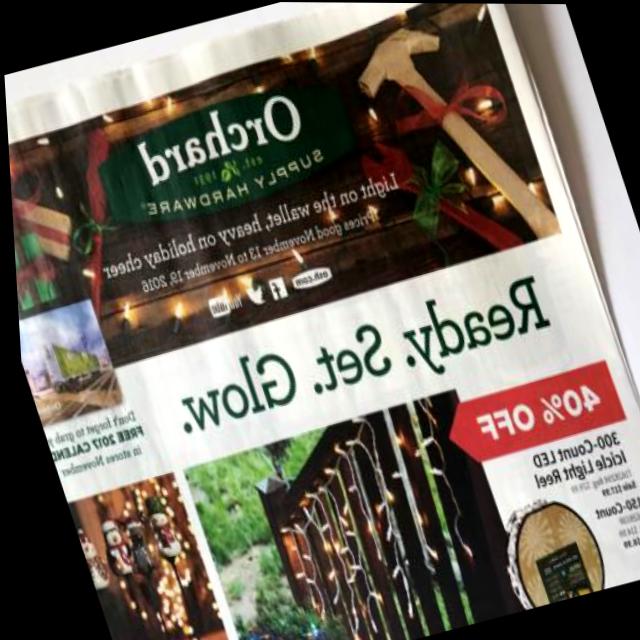 Orchard
est. 1931
SUPPLY HARDWARE
Light on the wallet, heavy on holiday cheer
Prices good November 13 to November 19, 2016
osh.com
Ready. Set. Glow.
40% OFF
300-Count LED
Icicle Light Reel
150-Count
Don't forget to grab
FREE 2017 CALEND
in stores November